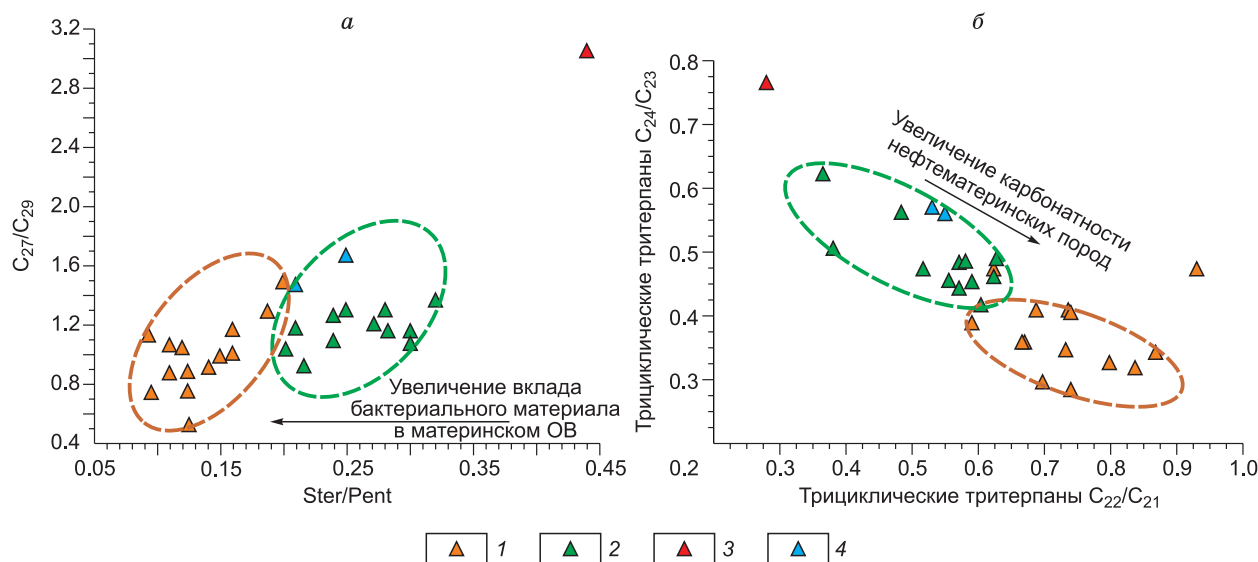 а
3.2
2.8
2.4
2.0
1.6
1.2
0.8
0.4
C27/C29
0.05
0.15
0.25
0.35
0.45
Ster/Pent
Увеличение вклада
бактериального материала
в материнском ОВ
б
0.8
0.7
0.6
0.5
0.4
0.3
0.2
Трициклические тритерпаны C24/C23
0.3
0.4
0.5
0.6
0.7
0.8
0.9
1.0
Трициклические тритерпаны C22/C21
Увеличение карбонатности
нефтематеринских пород
1
2
3
4